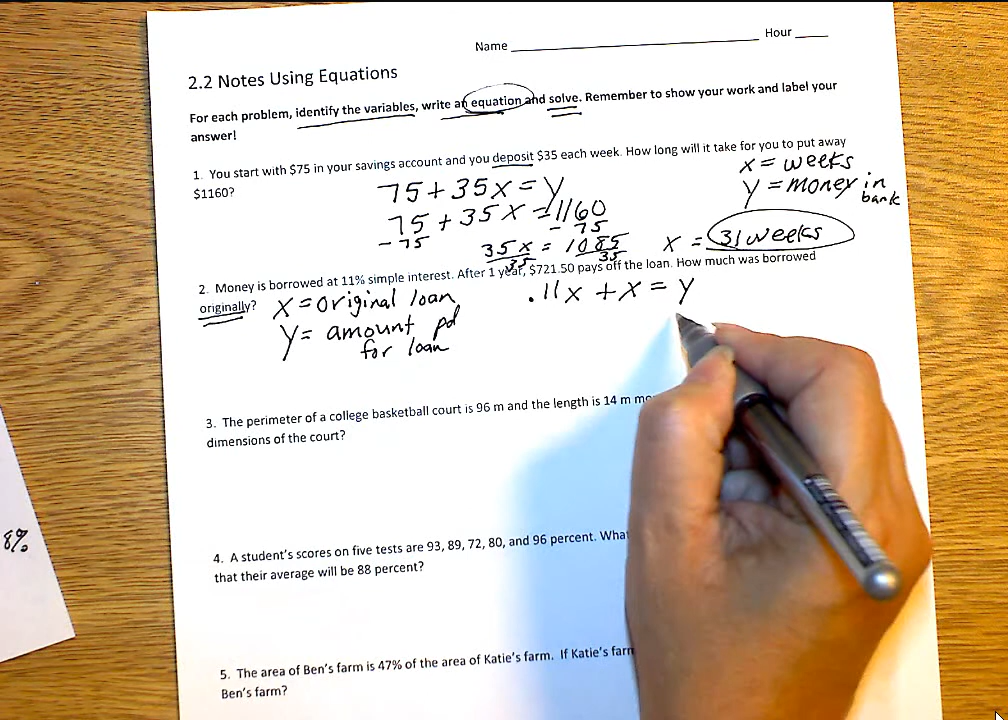 Name ____ Hour ____
2.2 Notes Using Equations
For each problem, identify the variables, write an equation and solve. Remember to show your work and label your
answer!
1. You start with $75 in your savings account and you deposit $35 each week. How long will it take for you to put away
$1160?
x = weeks
y = money in
bank
75 + 35x = y
75 + 35x = 1160
-75 - 75
35x = 1085
35 35
x = 31 weeks
2. Money is borrowed at 11% simple interest. After 1 year, $721.50 pays off the loan. How much was borrowed
originally?
x = original loan
y = amount pd
for loan
.11x + x = y
3. The perimeter of a college basketball court is 96 m and the length is 14 m
dimensions of the court?
4. A student's scores on five tests are 93, 89, 72, 80, and 96 percent.
that their average will be 88 percent?
5. The area of Ben's farm is 47% of the area of Katie's farm. If Katie's
Ben's farm?
8%